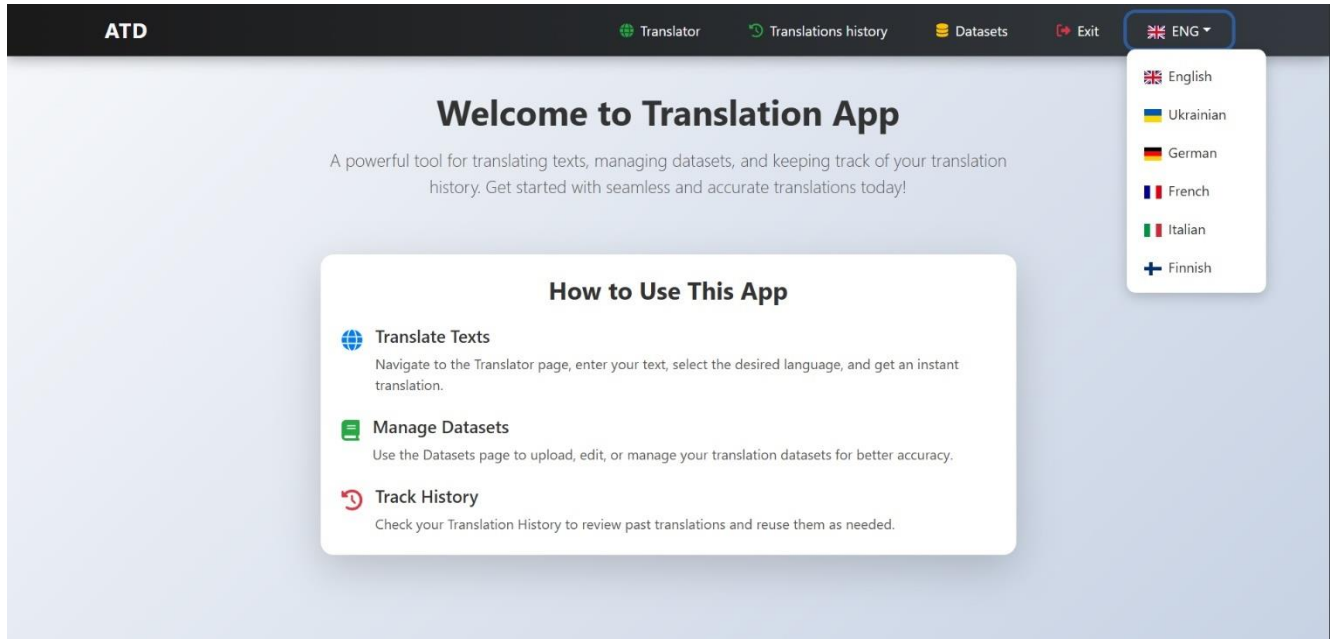 ATD
Translator
Translations history
Datasets
Exit
ENG
English
Ukrainian
German
French
Italian
Finnish
Welcome to Translation App
A powerful tool for translating texts, managing datasets, and keeping track of your translation
history. Get started with seamless and accurate translations today!
How to Use This App
Translate Texts
Navigate to the Translator page, enter your text, select the desired language, and get an instant
translation.
Manage Datasets
Use the Datasets page to upload, edit, or manage your translation datasets for better accuracy.
Track History
Check your Translation History to review past translations and reuse them as needed.